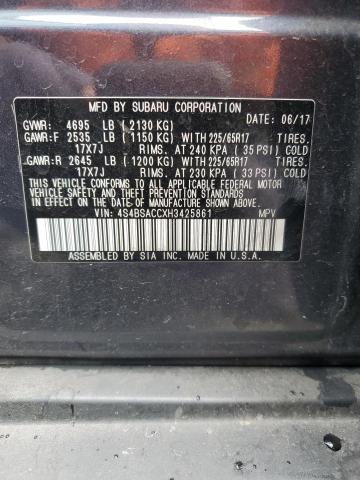 MFD BY SUBARU CORPORATION DATE: 06/17
GVWR: 4695 LB (2130 KG)
GAWR:F 2535 LB (1150 KG) WITH 225/65R17 TIRES.
17X7J RIMS. AT 240 KPA (35 PSI) COLD
GAWR:R 2645 LB (1200 KG) WITH 225/65R17 TIRES.
17X7J RIMS. AT 230 KPA (33 PSI) COLD
THIS VEHICLE CONFORMS TO ALL APPLICABLE FEDERAL MOTOR
VEHICLE SAFETY AND THEFT PREVENTION STANDARDS
IN EFFECT ON THE DATE OF MANUFACTURE SHOWN ABOVE.
VIN: 4S4BSACCXH3425861 MPV
ASSEMBLED BY SIA INC. MADE IN U.S.A.